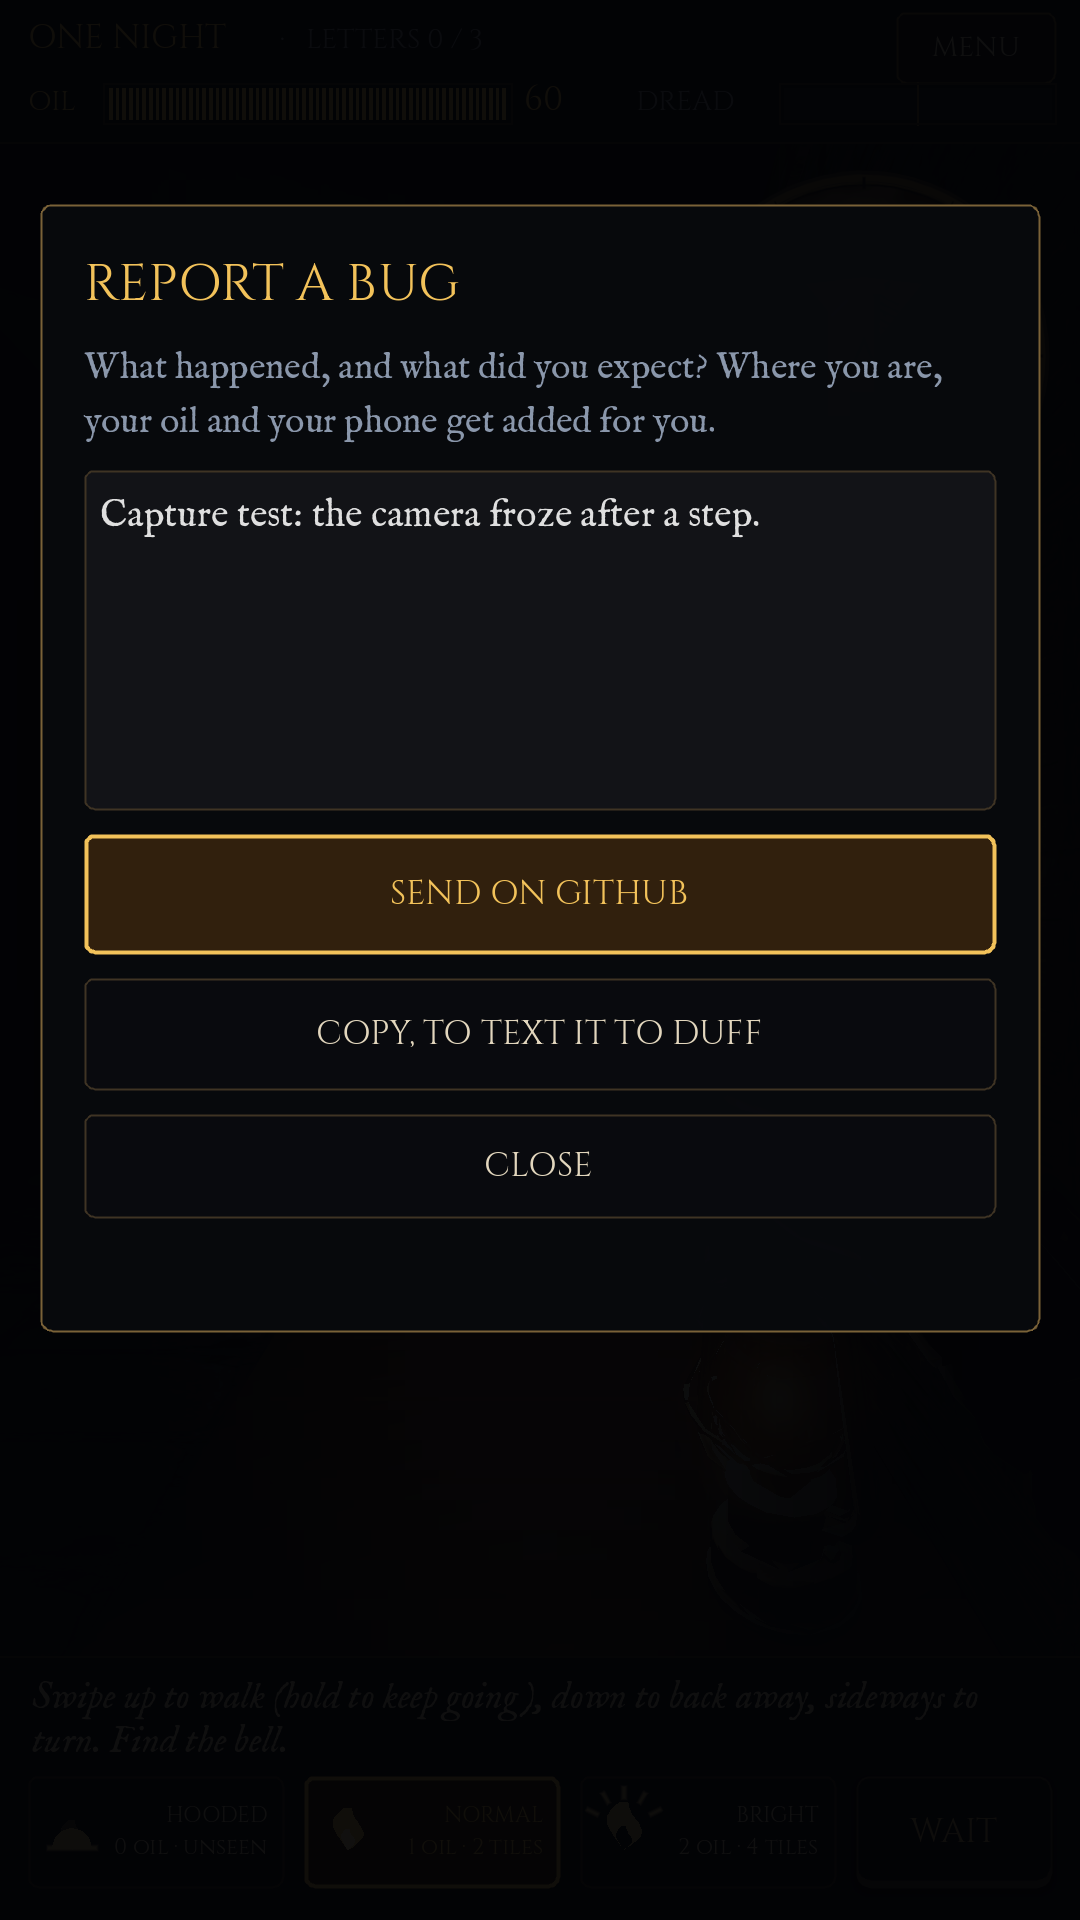 ONE NIGHT · LETTERS 0 / 3
MENU
OIL 60 DREAD
REPORT A BUG
What happened, and what did you expect? Where you are,
your oil and your phone get added for you.
Capture test: the camera froze after a step.
SEND ON GITHUB
COPY, TO TEXT IT TO DUFF
CLOSE
Swipe up to walk (hold to keep going), down to back away, sideways to
turn. Find the bell.
HOODED
0 OIL · UNSEEN
NORMAL
1 OIL · 2 TILES
BRIGHT
2 OIL · 4 TILES
WAIT